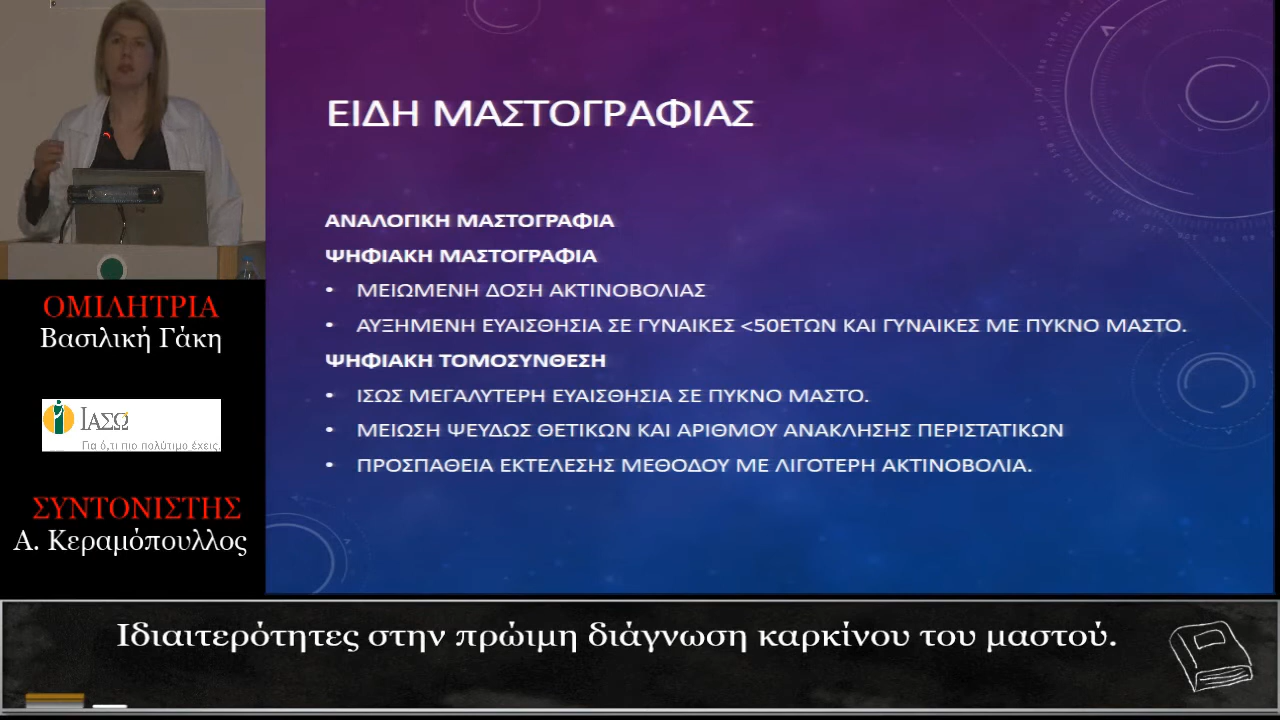 ΕΙΔΗ ΜΑΣΤΟΓΡΑΦΙΑΣ
ΑΝΑΛΟΓΙΚΗ ΜΑΣΤΟΓΡΑΦΙΑ
ΨΗΦΙΑΚΗ ΜΑΣΤΟΓΡΑΦΙΑ
• ΜΕΙΩΜΕΝΗ ΔΟΣΗ ΑΚΤΙΝΟΒΟΛΙΑΣ
• ΑΥΞΗΜΕΝΗ ΕΥΑΙΣΘΗΣΙΑ ΣΕ ΓΥΝΑΙΚΕΣ <50ΕΤΩΝ ΚΑΙ ΓΥΝΑΙΚΕΣ ΜΕ ΠΥΚΝΟ ΜΑΣΤΟ.
ΨΗΦΙΑΚΗ ΤΟΜΟΣΥΝΘΕΣΗ
• ΙΣΩΣ ΜΕΓΑΛΥΤΕΡΗ ΕΥΑΙΣΘΗΣΙΑ ΣΕ ΠΥΚΝΟ ΜΑΣΤΟ.
• ΜΕΙΩΣΗ ΨΕΥΔΩΣ ΘΕΤΙΚΩΝ ΚΑΙ ΑΡΙΘΜΟΥ ΑΝΑΚΛΗΣΗΣ ΠΕΡΙΣΤΑΤΙΚΩΝ
• ΠΡΟΣΠΑΘΕΙΑ ΕΚΤΕΛΕΣΗΣ ΜΕΘΟΔΟΥ ΜΕ ΛΙΓΟΤΕΡΗ ΑΚΤΙΝΟΒΟΛΙΑ.
ΟΜΙΛΗΤΡΙΑ
Βασιλική Γάκη
ΙΑΣΩ
Για ό,τι πιο πολύτιμο έχεις.
ΣΥΝΤΟΝΙΣΤΗΣ
Α. Κεραμόπουλλος
Ιδιαιτερότητες στην πρώιμη διάγνωση καρκίνου του μαστού.